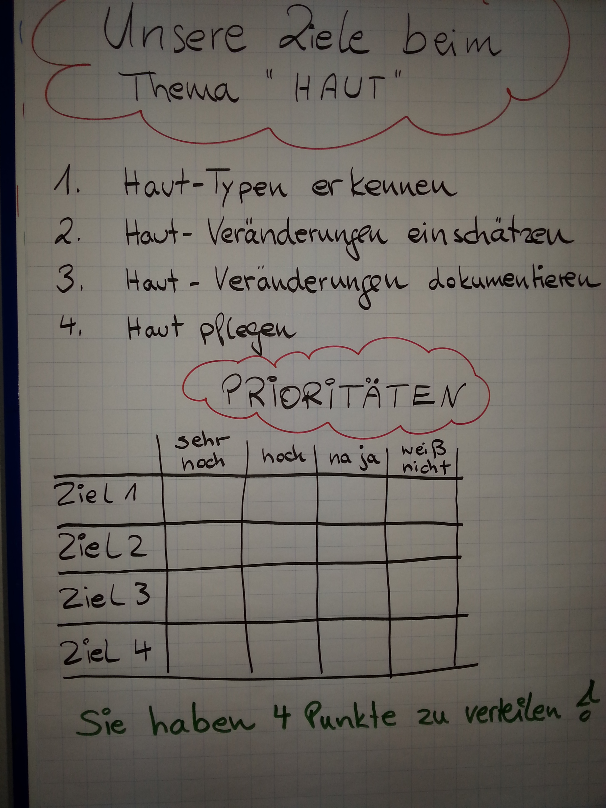 Unsere Ziele beim
Thema "HAUT"
1. Haut-Typen erkennen
2. Haut-Veränderungen einschätzen
3. Haut-Veränderungen dokumentieren
4. Haut pflegen
PRIORITÄTEN
sehr hoch hoch na ja weiß nicht
Ziel 1
Ziel 2
Ziel 3
Ziel 4
Sie haben 4 Punkte zu verteilen!